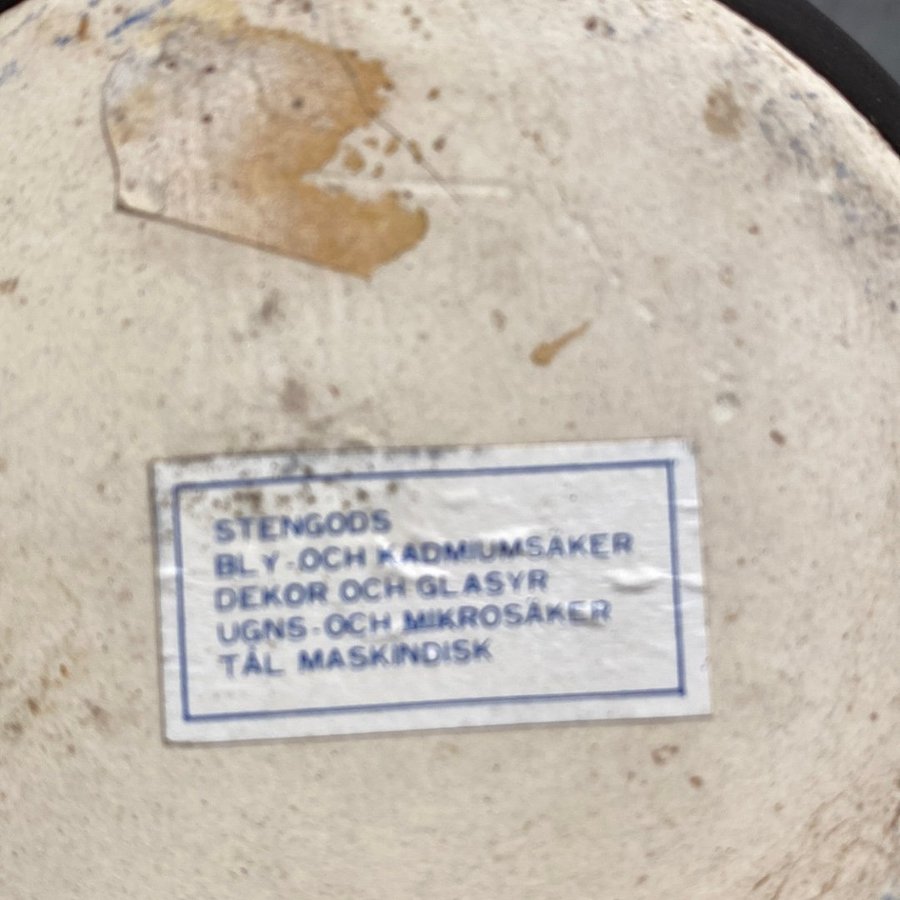 STENGODS
BLY-OCH KADMIUMSÄKER
DEKOR OCH GLASYR
UGNS-OCH MIKROSÄKER
TÅL MASKINDISK